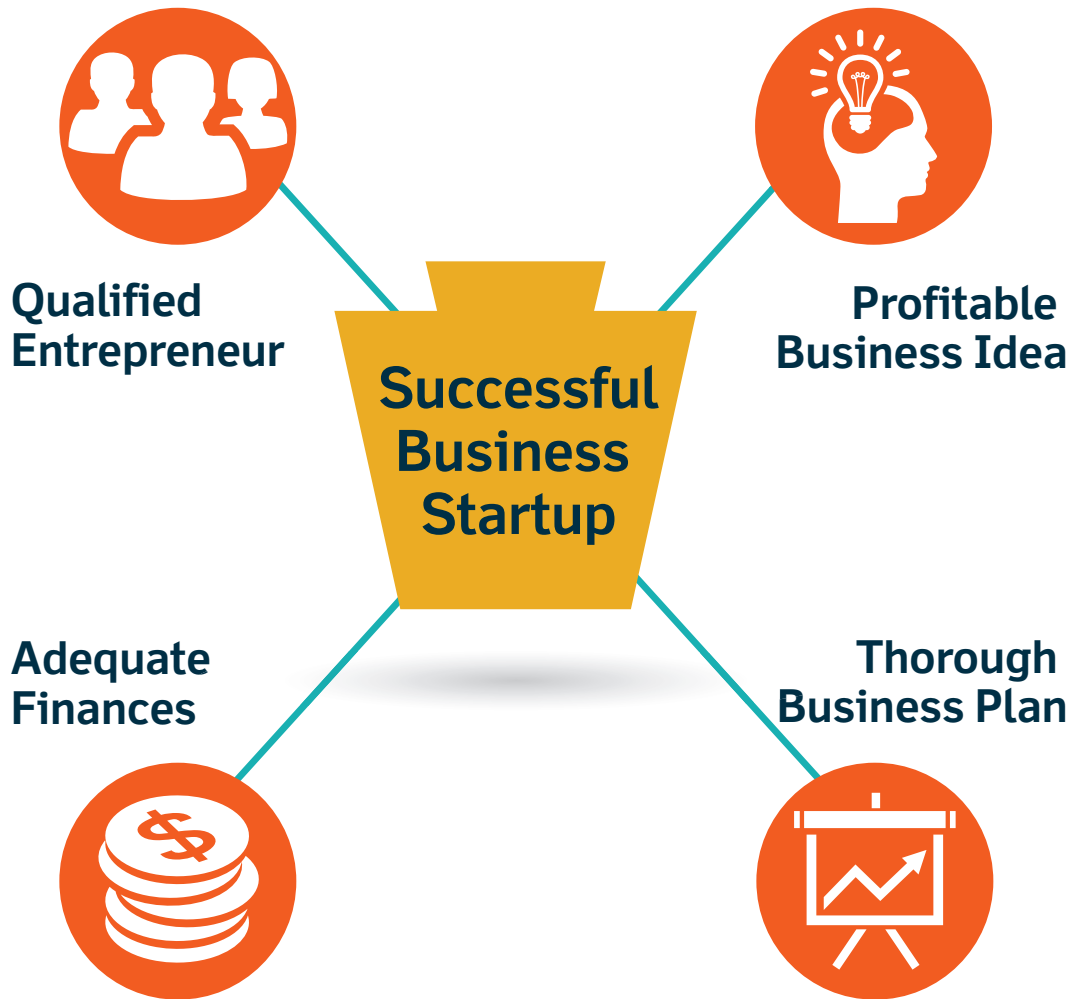 Qualified
Entrepreneur
Profitable
Business Idea
Successful
Business
Startup
Adequate
Finances
Thorough
Business Plan
$